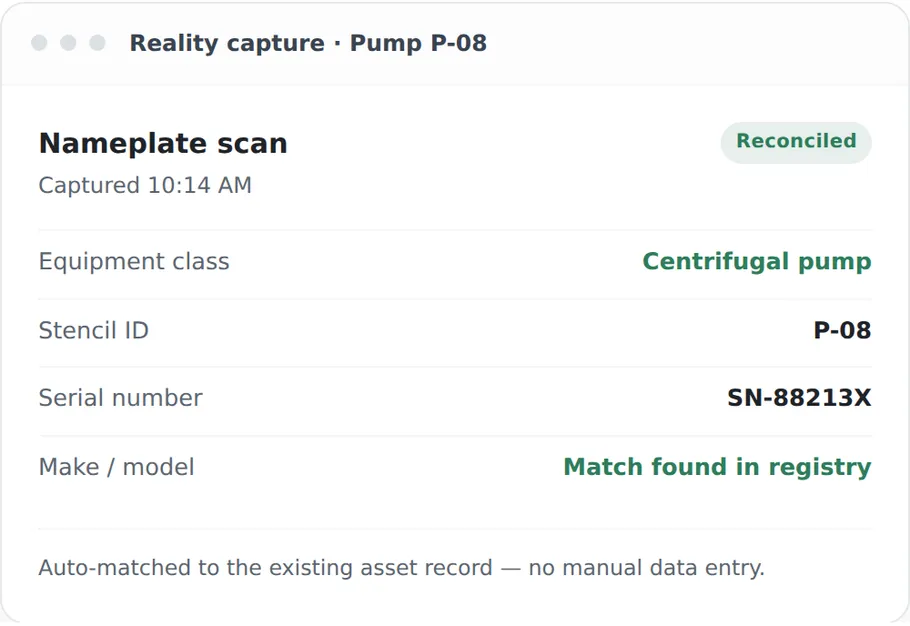 Reality capture · Pump P-08
Nameplate scan
Reconciled
Captured 10:14 AM
Equipment class
Centrifugal pump
Stencil ID
P-08
Serial number
SN-88213X
Make / model
Match found in registry
Auto-matched to the existing asset record — no manual data entry.